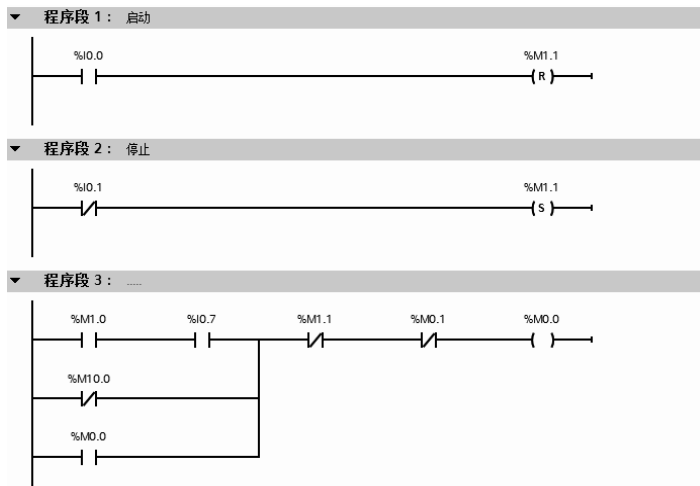 程序段 1： 启动
%I0.0 %M1.1
R
程序段 2： 停止
%I0.1 %M1.1
S
程序段 3： .....
%M1.0 %I0.7 %M1.1 %M0.1 %M0.0
%M10.0
%M0.0